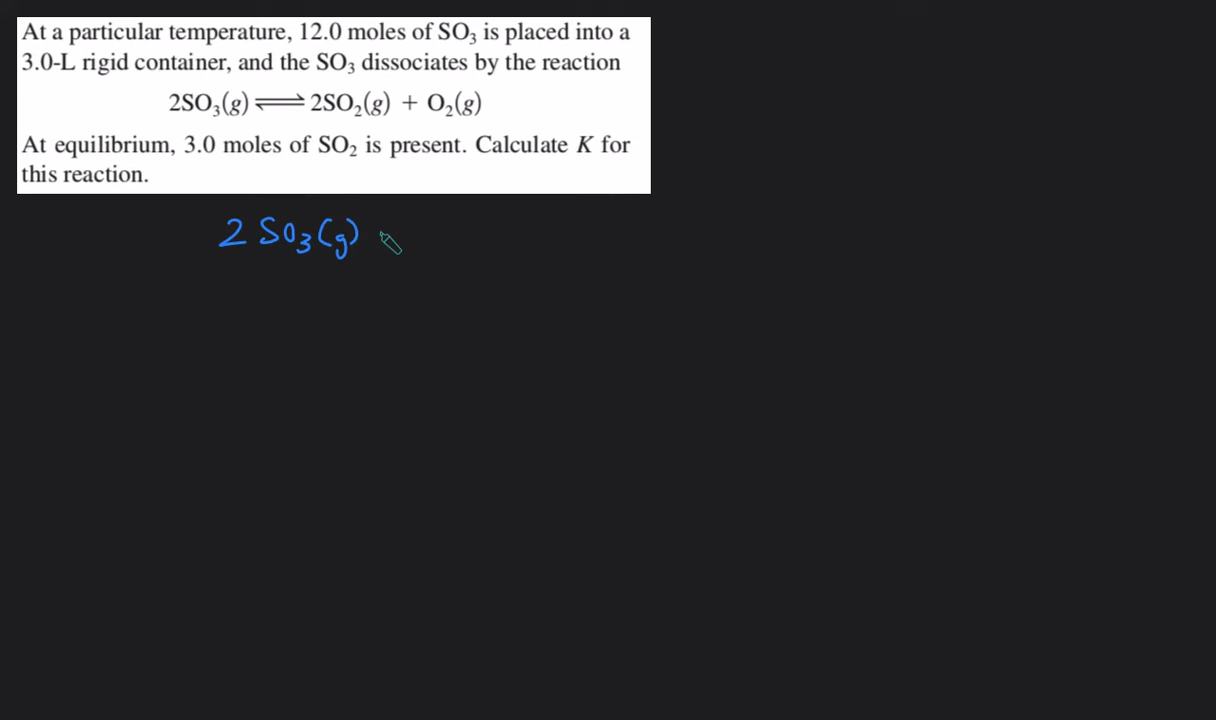 At a particular temperature, 12.0 moles of SO₃ is placed into a
3.0-L rigid container, and the SO₃ dissociates by the reaction
2SO₃(g) ⇌ 2SO₂(g) + O₂(g)
At equilibrium, 3.0 moles of SO₂ is present. Calculate K for
this reaction.
2 SO₃(g)